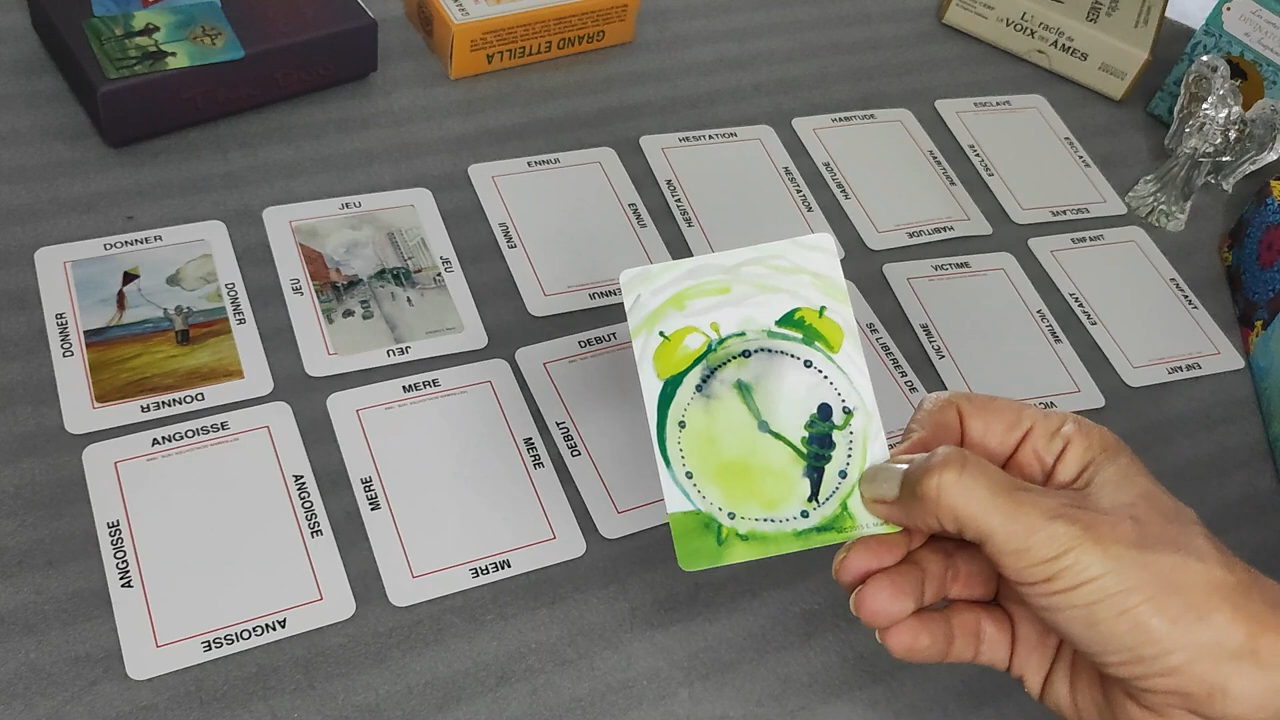 GRAND ETTEILLA
L'Oracle de
LA VOIX DES ÂMES
ESCLAVE
ESCLAVE
ESCLAVE
ESCLAVE
HABITUDE
HABITUDE
HABITUDE
HABITUDE
HESITATION
HESITATION
HESITATION
ENNUI
ENNUI
ENNUI
ENNUI
JEU
JEU
JEU
JEU
DONNER
DONNER
DONNER
DONNER
ENFANT
ENFANT
ENFANT
ENFANT
VICTIME
VICTIME
VICTIME
SE LIBERER DE
DEBUT
DEBUT
MERE
MERE
MERE
MERE
ANGOISSE
ANGOISSE
ANGOISSE
ANGOISSE